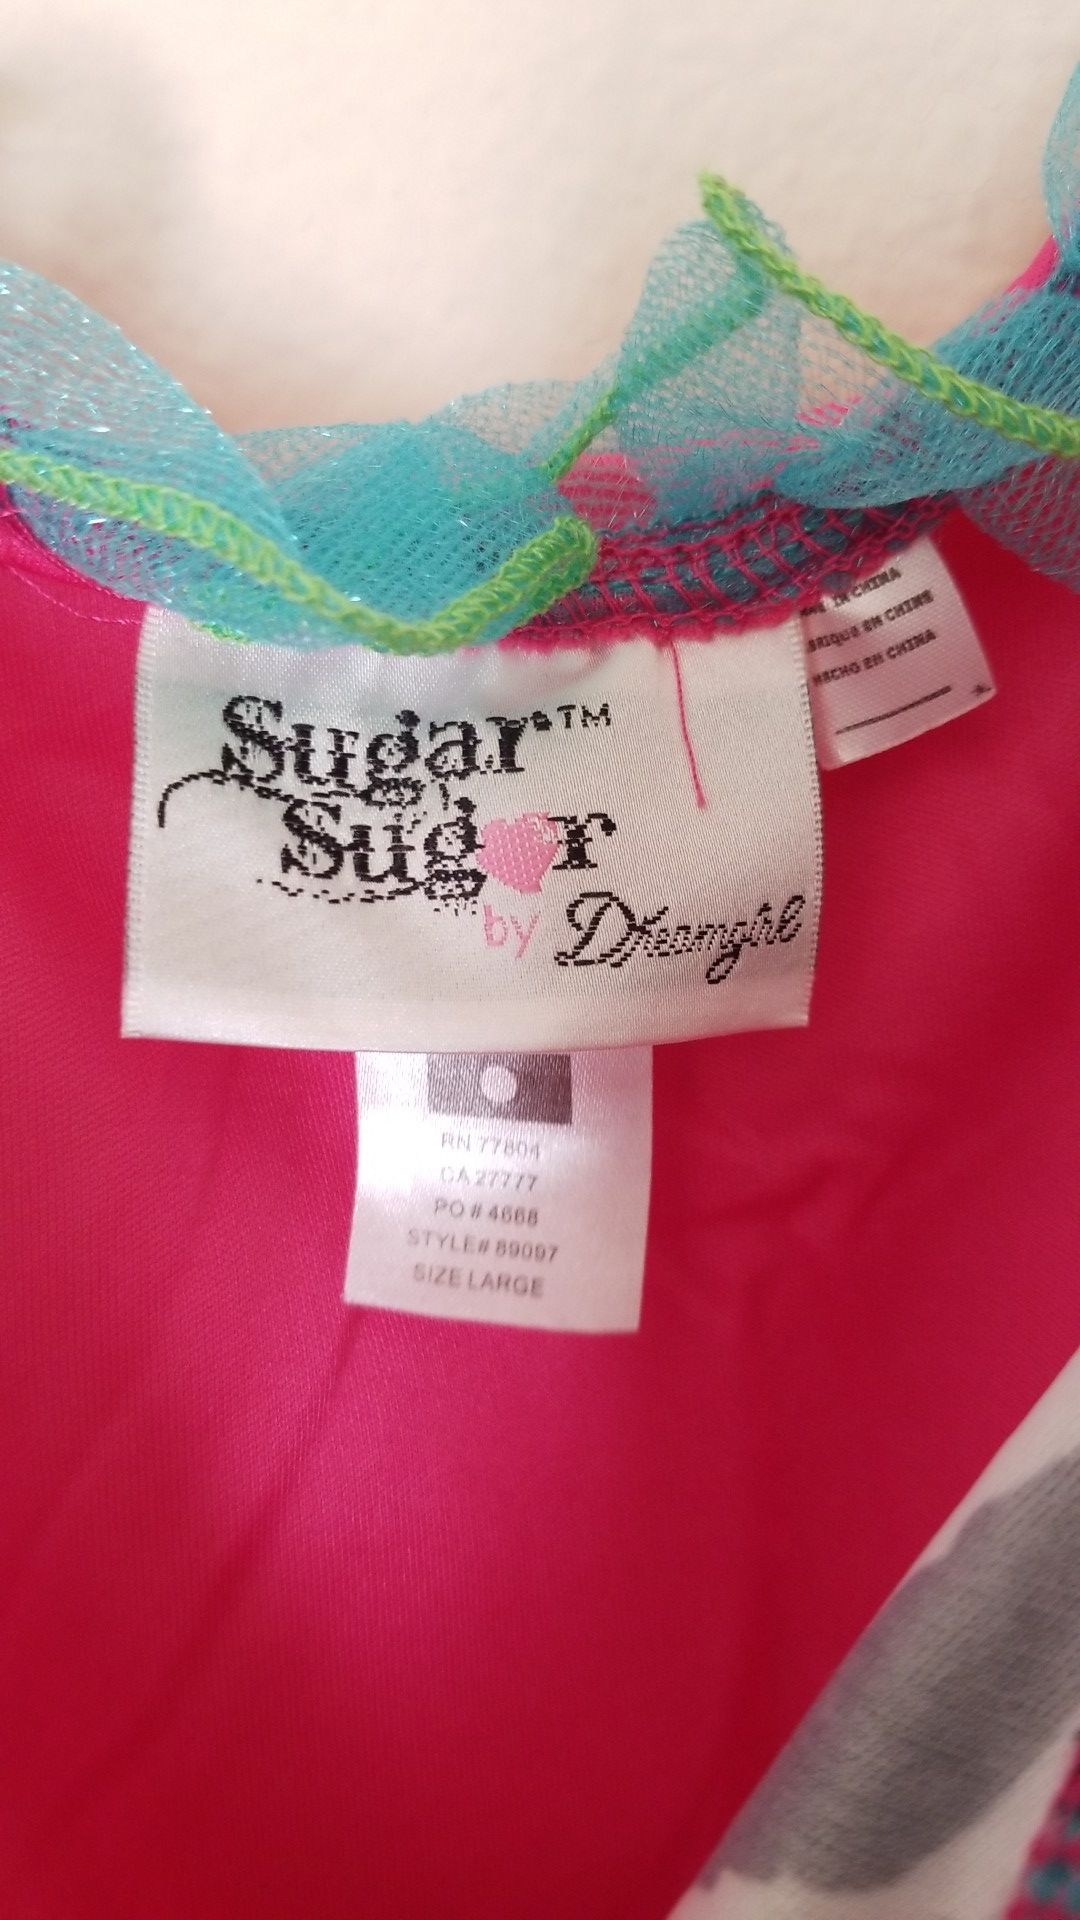 Sugar™
Sugar
by Dreamgirl
IN CHINA
EN CHINE
HECHO EN CHINA
RN 77804
CA 27777
PO # 4668
STYLE# 89097
SIZE LARGE